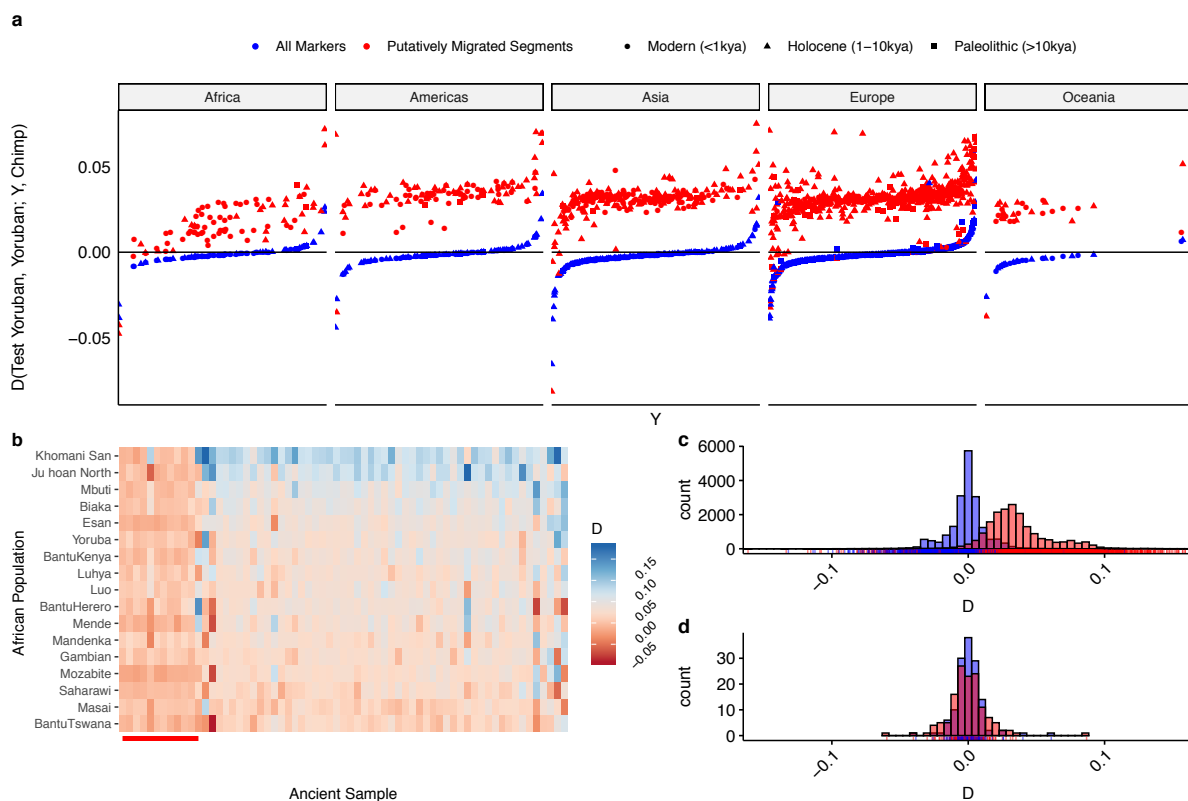 a
All Markers Putatively Migrated Segments Modern (<1kya) Holocene (1−10kya) Paleolithic (>10kya)
Africa Americas Asia Europe Oceania
D(Test Yoruban, Yoruban; Y, Chimp)
0.05
0.00
−0.05
Y
b
African Population
Khomani San
Ju hoan North
Mbuti
Biaka
Esan
Yoruba
BantuKenya
Luhya
Luo
BantuHerero
Mende
Mandenka
Gambian
Mozabite
Saharawi
Masai
BantuTswana
Ancient Sample
D
0.15
0.10
0.05
0.00
−0.05
c
count
6000
4000
2000
0
−0.1 0.0 0.1
D
d
count
30
20
10
0
−0.1 0.0 0.1
D